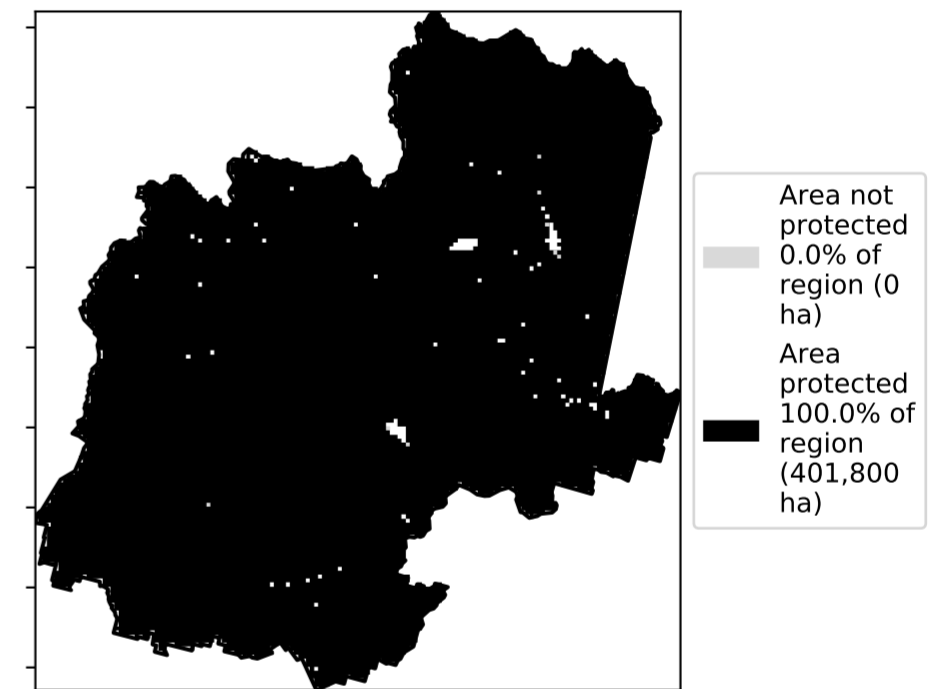 Area not
protected
0.0% of
region (0
ha)
Area
protected
100.0% of
region
(401,800
ha)